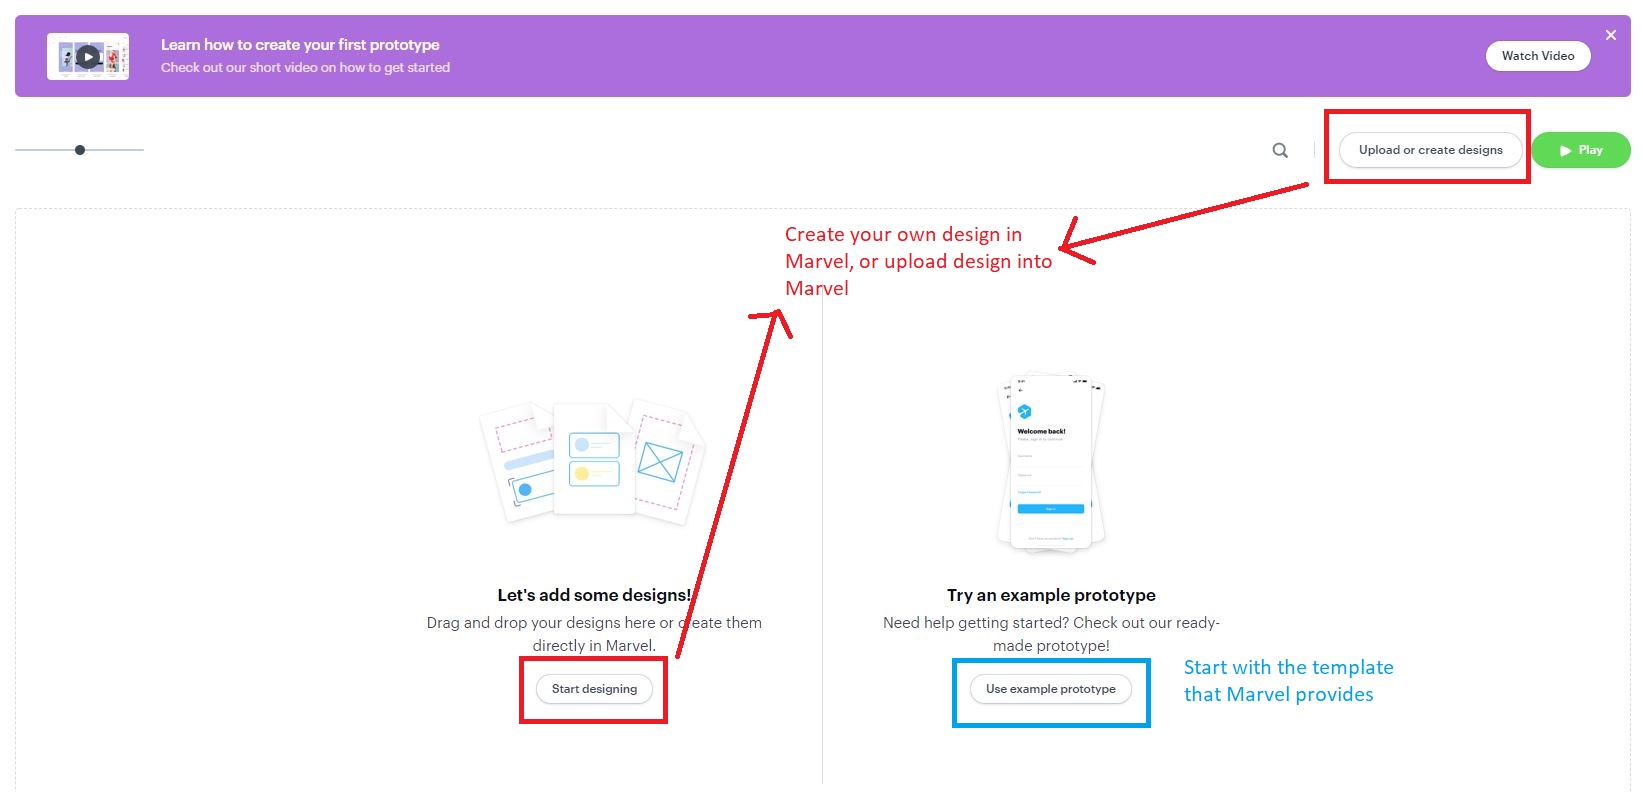 Learn how to create your first prototype
Check out our short video on how to get started
Watch Video
Upload or create designs
Play
Create your own design in
Marvel, or upload design into
Marvel
Welcome back!
Let's add some designs!
Drag and drop your designs here or create them
directly in Marvel.
Start designing
Try an example prototype
Need help getting started? Check out our ready-
made prototype!
Use example prototype
Start with the template
that Marvel provides